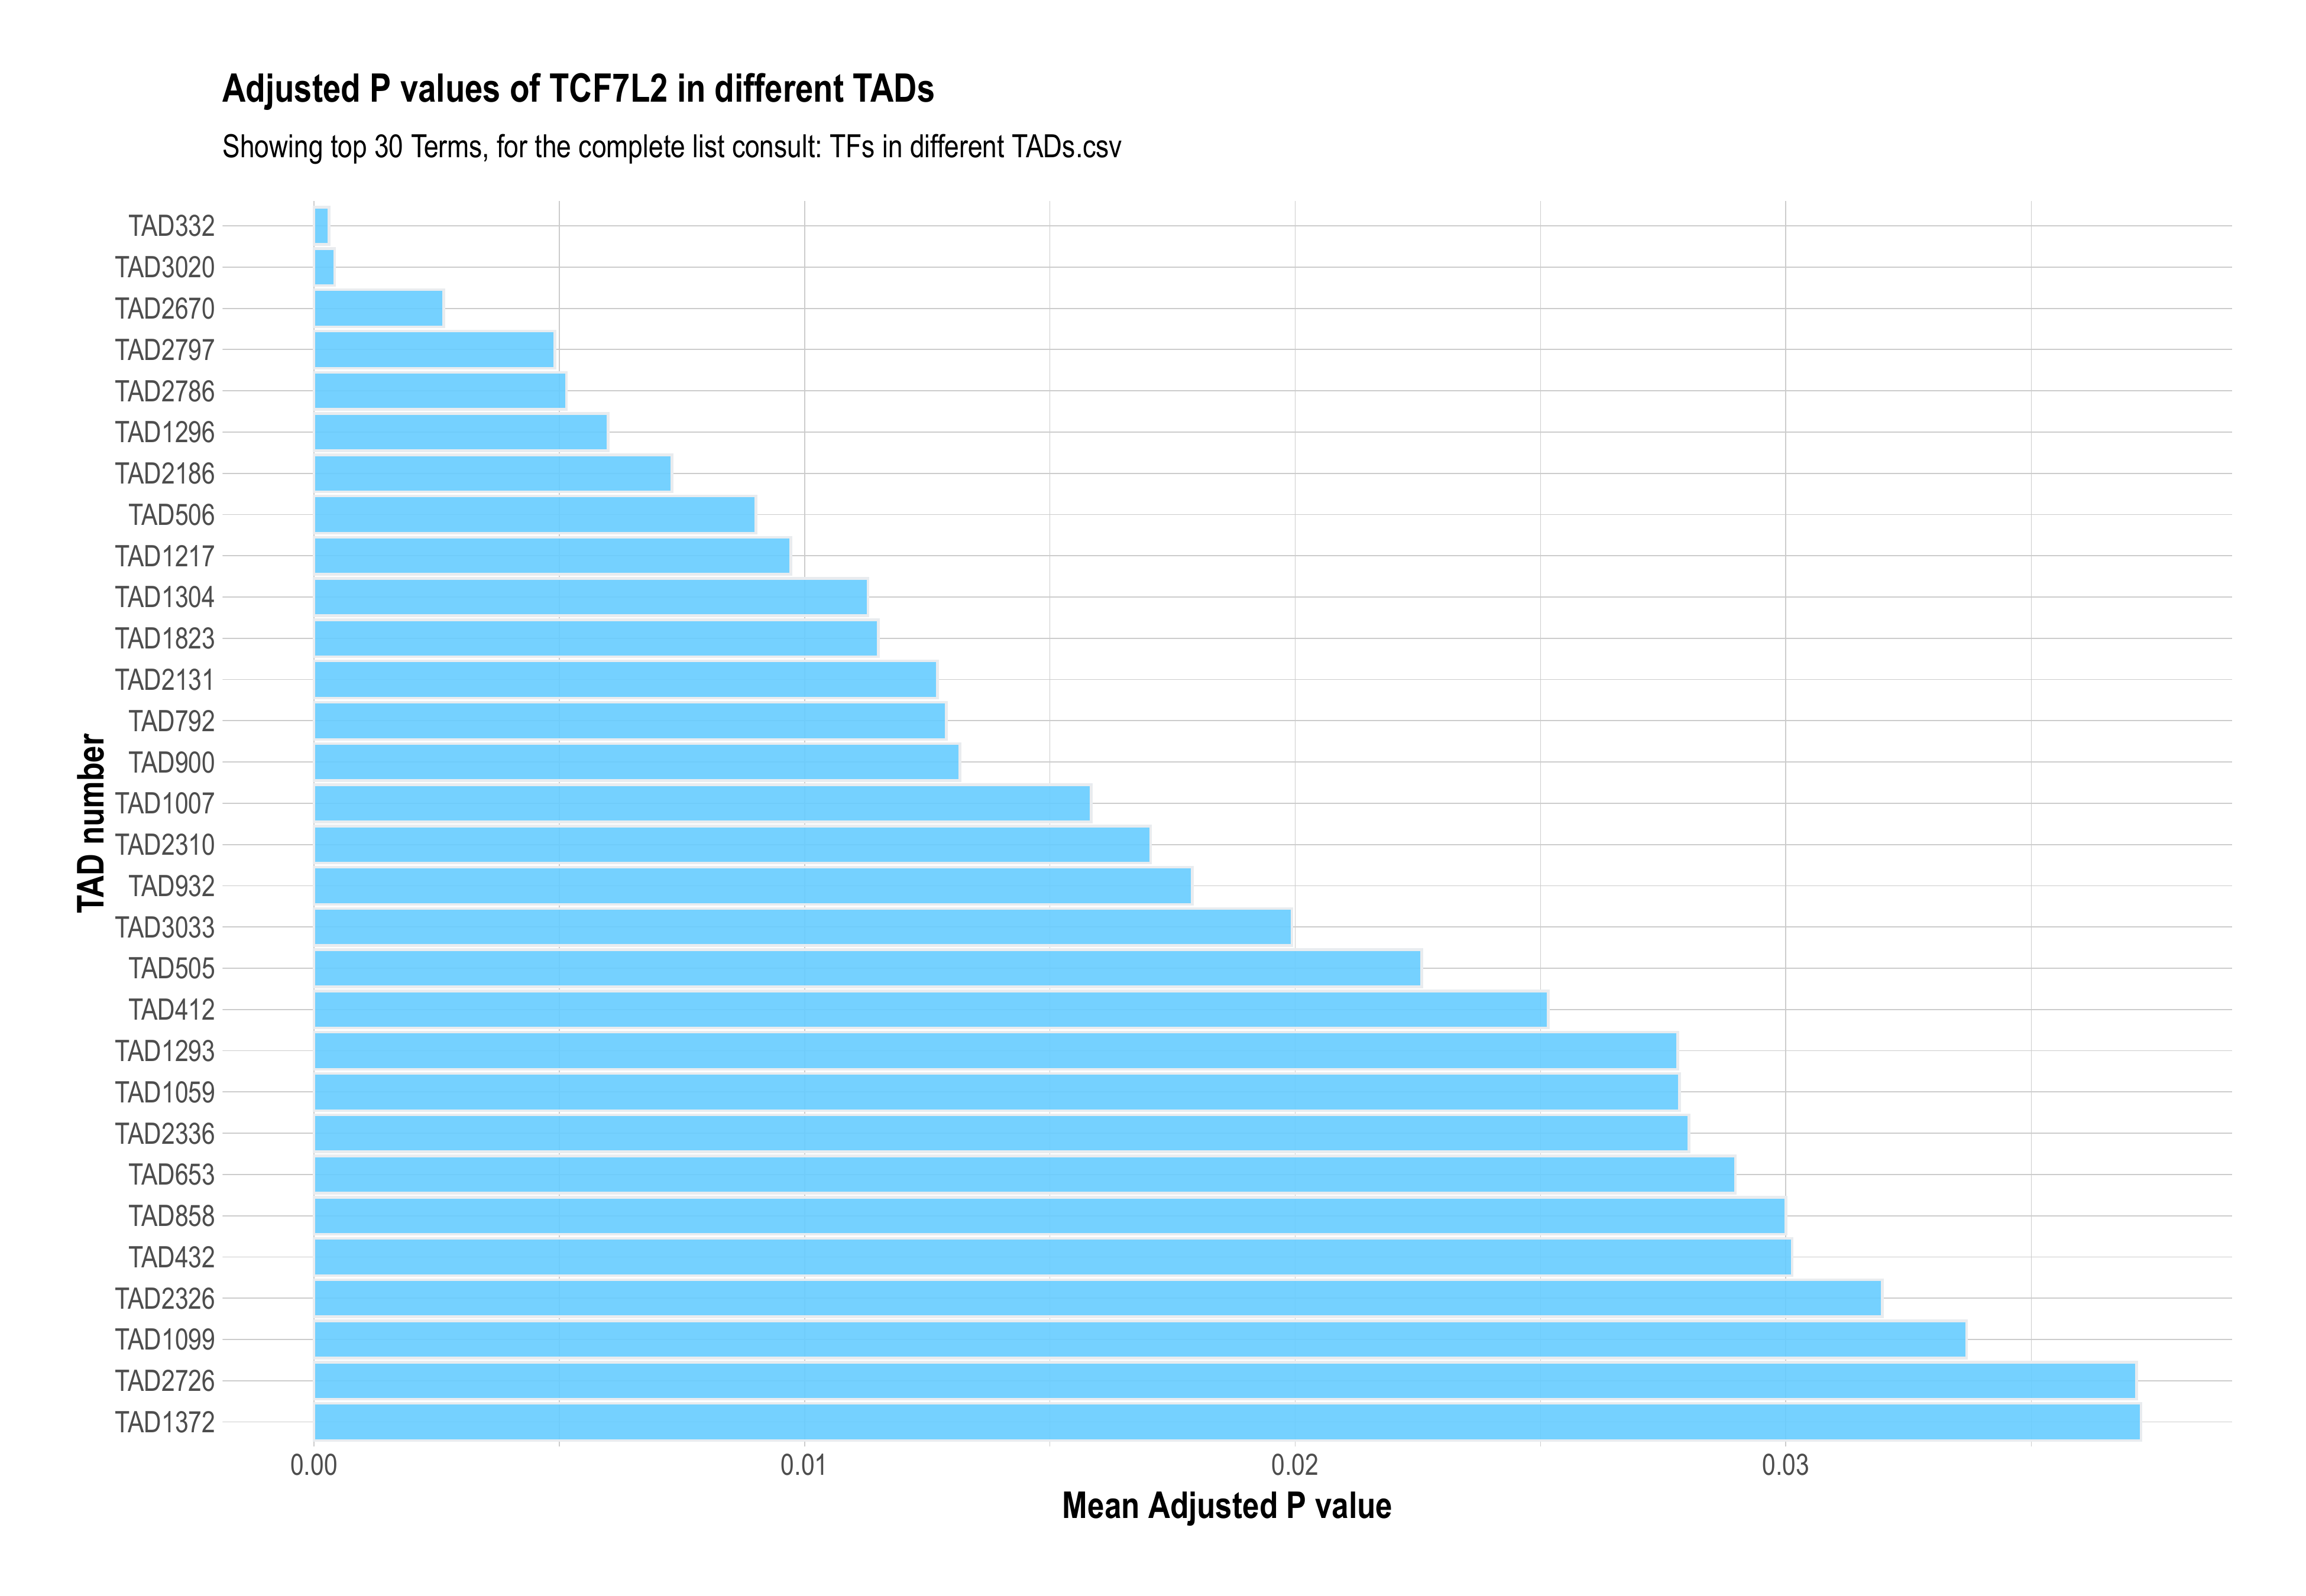 Adjusted P values of TCF7L2 in different TADs
Showing top 30 Terms, for the complete list consult: TFs in different TADs.csv
TAD number
TAD332
TAD3020
TAD2670
TAD2797
TAD2786
TAD1296
TAD2186
TAD506
TAD1217
TAD1304
TAD1823
TAD2131
TAD792
TAD900
TAD1007
TAD2310
TAD932
TAD3033
TAD505
TAD412
TAD1293
TAD1059
TAD2336
TAD653
TAD858
TAD432
TAD2326
TAD1099
TAD2726
TAD1372
0.00 0.01 0.02 0.03
Mean Adjusted P value